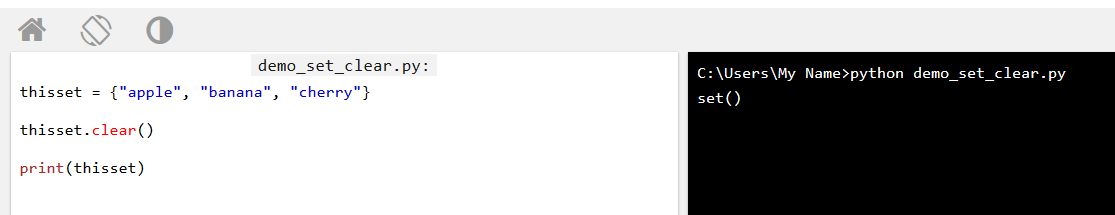 demo_set_clear.py:
thisset = {"apple", "banana", "cherry"}
thisset.clear()
print(thisset)
C:\Users\My Name>python demo_set_clear.py
set()